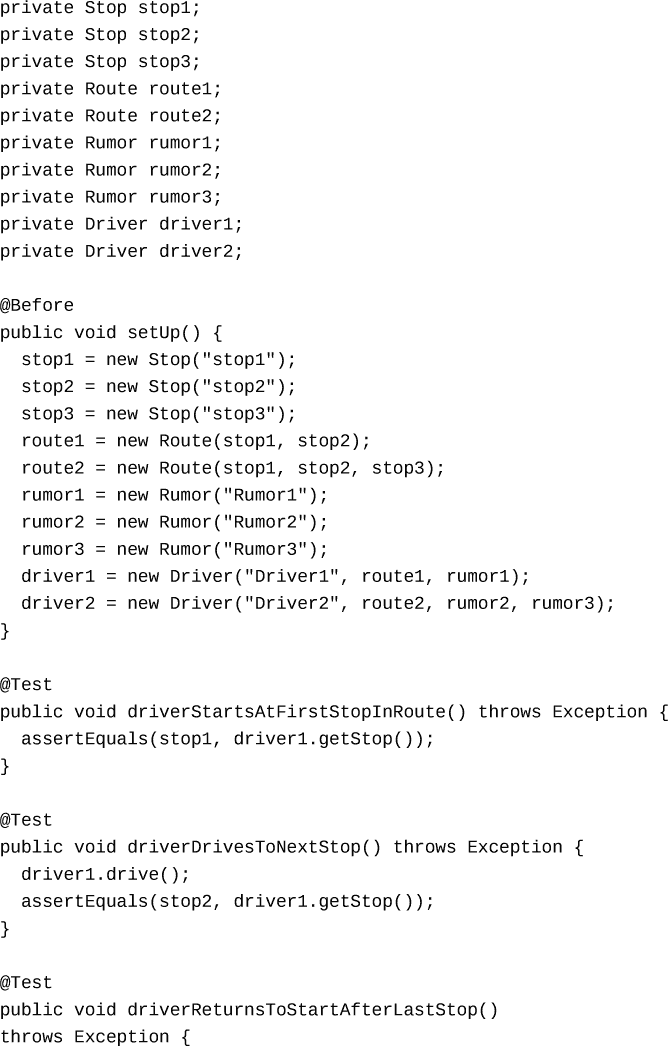 private Stop stop1;
private Stop stop2;
private Stop stop3;
private Route route1;
private Route route2;
private Rumor rumor1;
private Rumor rumor2;
private Rumor rumor3;
private Driver driver1;
private Driver driver2;

@Before
public void setUp() {
  stop1 = new Stop("stop1");
  stop2 = new Stop("stop2");
  stop3 = new Stop("stop3");
  route1 = new Route(stop1, stop2);
  route2 = new Route(stop1, stop2, stop3);
  rumor1 = new Rumor("Rumor1");
  rumor2 = new Rumor("Rumor2");
  rumor3 = new Rumor("Rumor3");
  driver1 = new Driver("Driver1", route1, rumor1);
  driver2 = new Driver("Driver2", route2, rumor2, rumor3);
}

@Test
public void driverStartsAtFirstStopInRoute() throws Exception {
  assertEquals(stop1, driver1.getStop());
}

@Test
public void driverDrivesToNextStop() throws Exception {
  driver1.drive();
  assertEquals(stop2, driver1.getStop());
}

@Test
public void driverReturnsToStartAfterLastStop()
throws Exception {